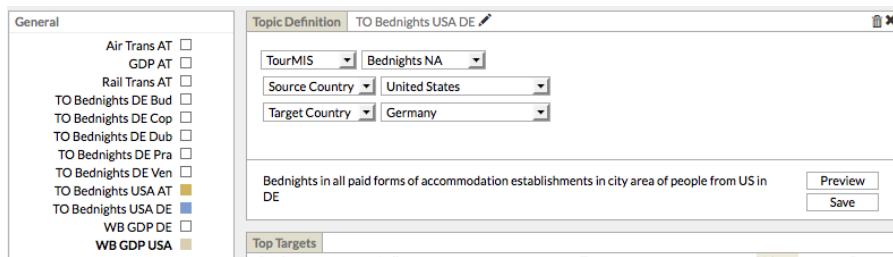 General
Air Trans AT
GDP AT
Rail Trans AT
TO Bednights DE Bud
TO Bednights DE Cop
TO Bednights DE Dub
TO Bednights DE Pra
TO Bednights DE Ven
TO Bednights USA AT
TO Bednights USA DE
WB GDP DE
WB GDP USA
Topic Definition TO Bednights USA DE
TourMIS Bednights NA
Source Country United States
Target Country Germany
Bednights in all paid forms of accommodation establishments in city area of people from US in
DE
Preview
Save
Top Targets